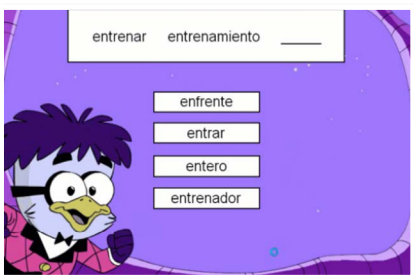 entrenar entrenamiento _____
enfrente
entrar
entero
entrenador